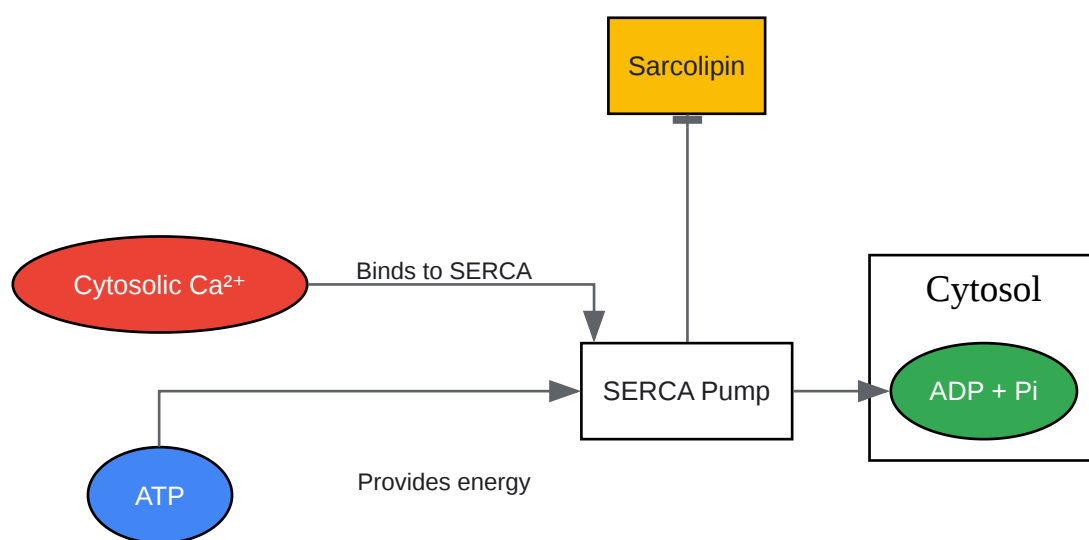 Sarcolipin
Cytosolic Ca²⁺
Binds to SERCA
Cytosol
SERCA Pump
ADP + Pi
ATP
Provides energy